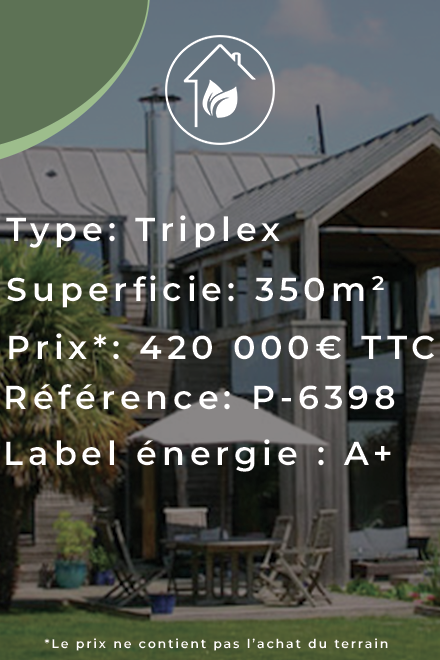 Type: Triplex
Superficie: 350m²
Prix*: 420 000€ TTC
Référence: P-6398
Label énergie : A+
*Le prix ne contient pas l'achat du terrain